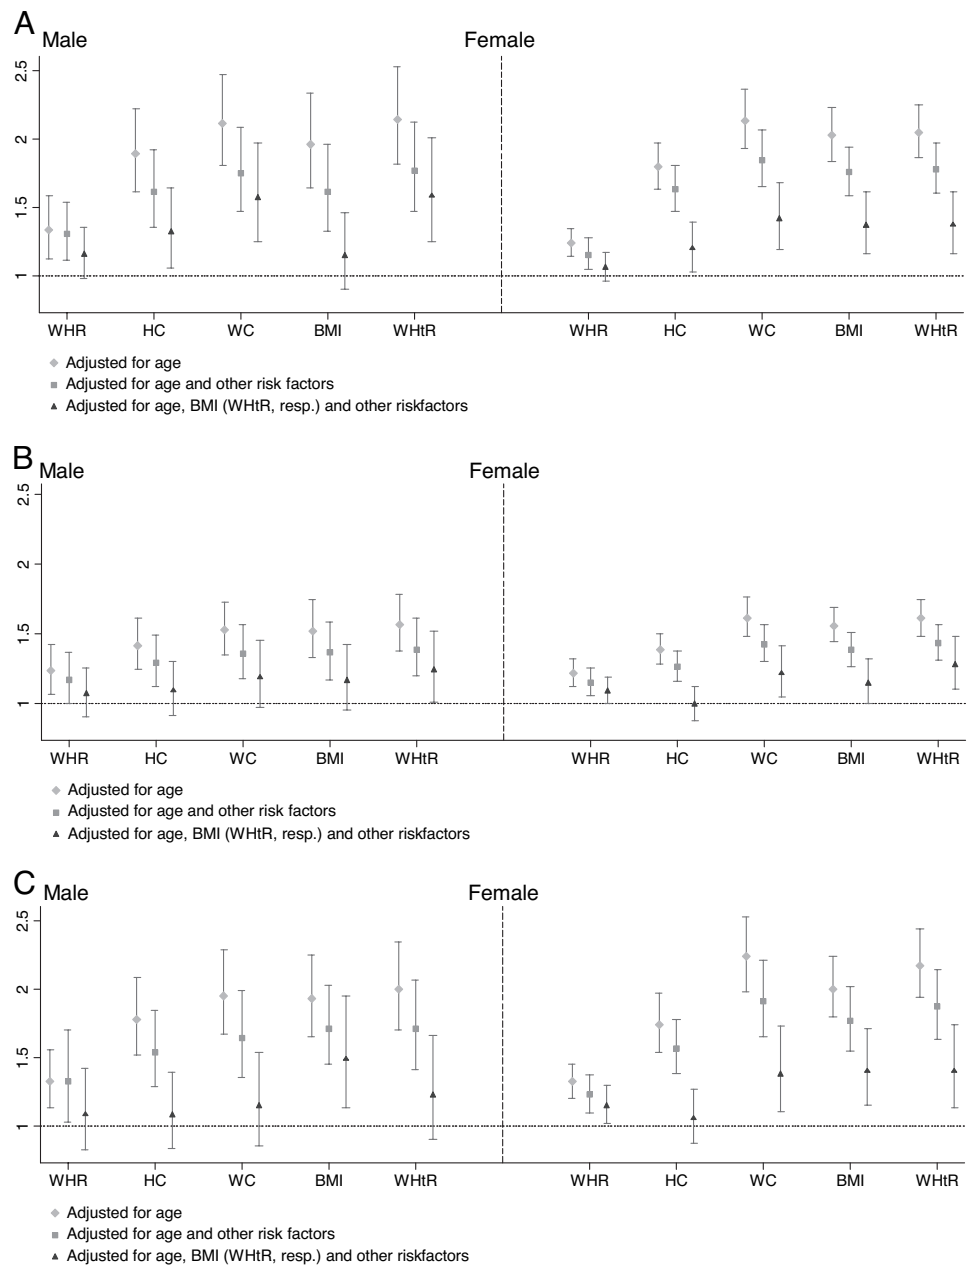 A
Male
Female
2.5
2
1.5
1
WHR HC WC BMI WHtR WHR HC WC BMI WHtR
Adjusted for age
Adjusted for age and other risk factors
Adjusted for age, BMI (WHtR, resp.) and other riskfactors
B
Male
Female
2.5
2
1.5
1
WHR HC WC BMI WHtR WHR HC WC BMI WHtR
Adjusted for age
Adjusted for age and other risk factors
Adjusted for age, BMI (WHtR, resp.) and other riskfactors
C
Male
Female
2.5
2
1.5
1
WHR HC WC BMI WHtR WHR HC WC BMI WHtR
Adjusted for age
Adjusted for age and other risk factors
Adjusted for age, BMI (WHtR, resp.) and other riskfactors